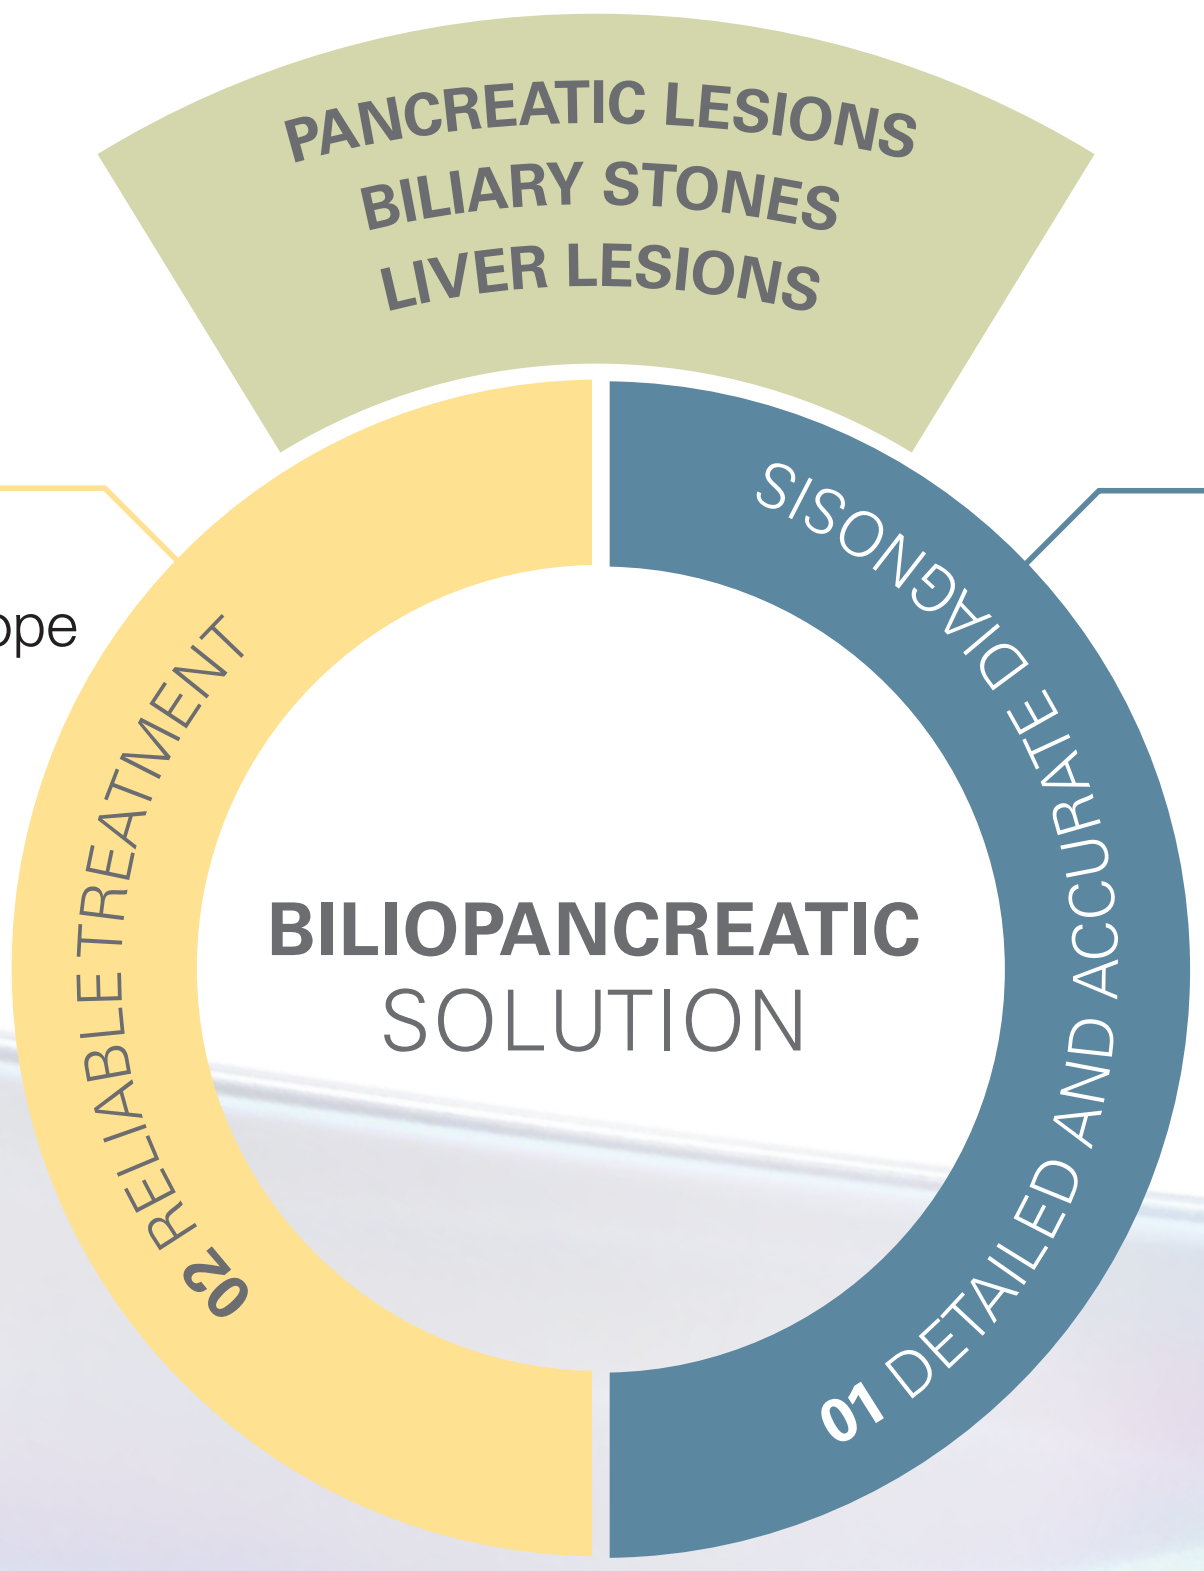 PANCREATIC LESIONS
BILIARY STONES
LIVER LESIONS
01 DETAILED AND ACCURATE DIAGNOSIS
02 RELIABLE TREATMENT
BILIOPANCREATIC
SOLUTION